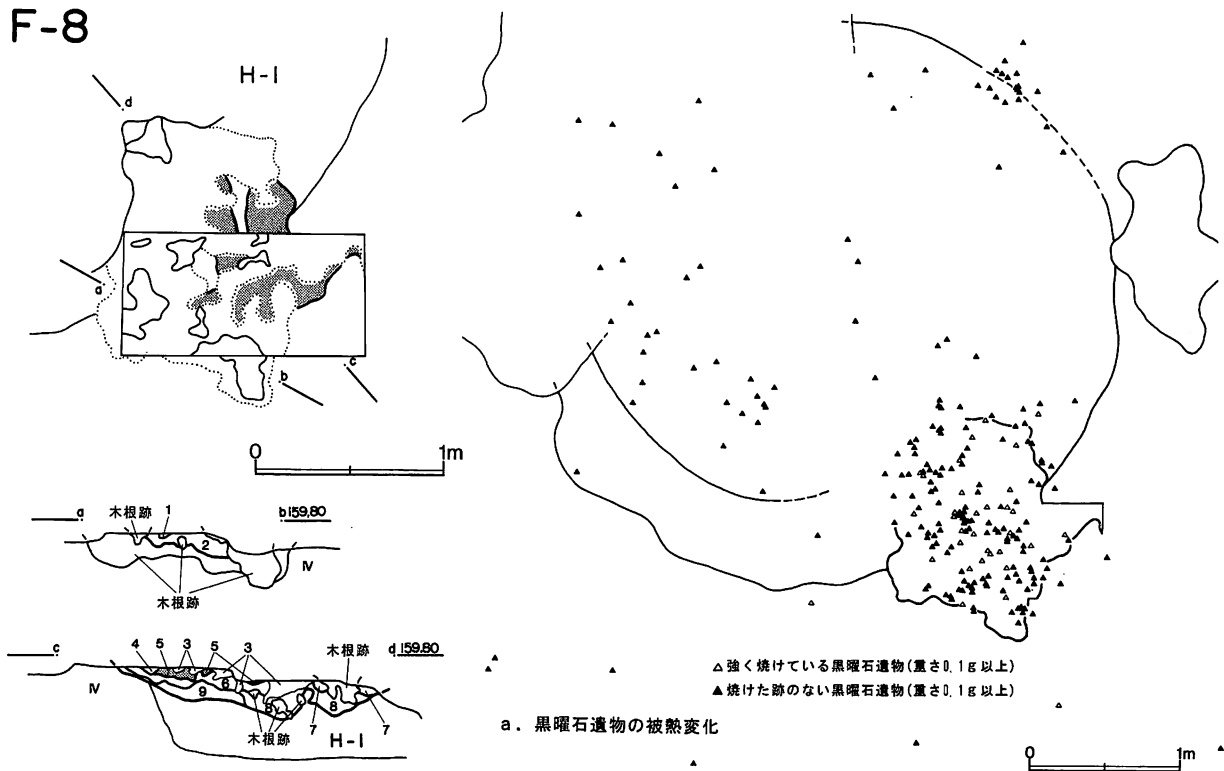 F-8
H-I
d
a
b
c
0 1m
a 木根跡 1 2 b159.80
IV
木根跡
c 4 5 3 5 3 木根跡 d 159.80
IV 9 6 8 7 8 7
木根跡
H-I
△強く焼けている黒曜石遺物(重さ0.1g以上)
▲焼けた跡のない黒曜石遺物(重さ0.1g以上)
a. 黒曜石遺物の被熱変化
0 1m